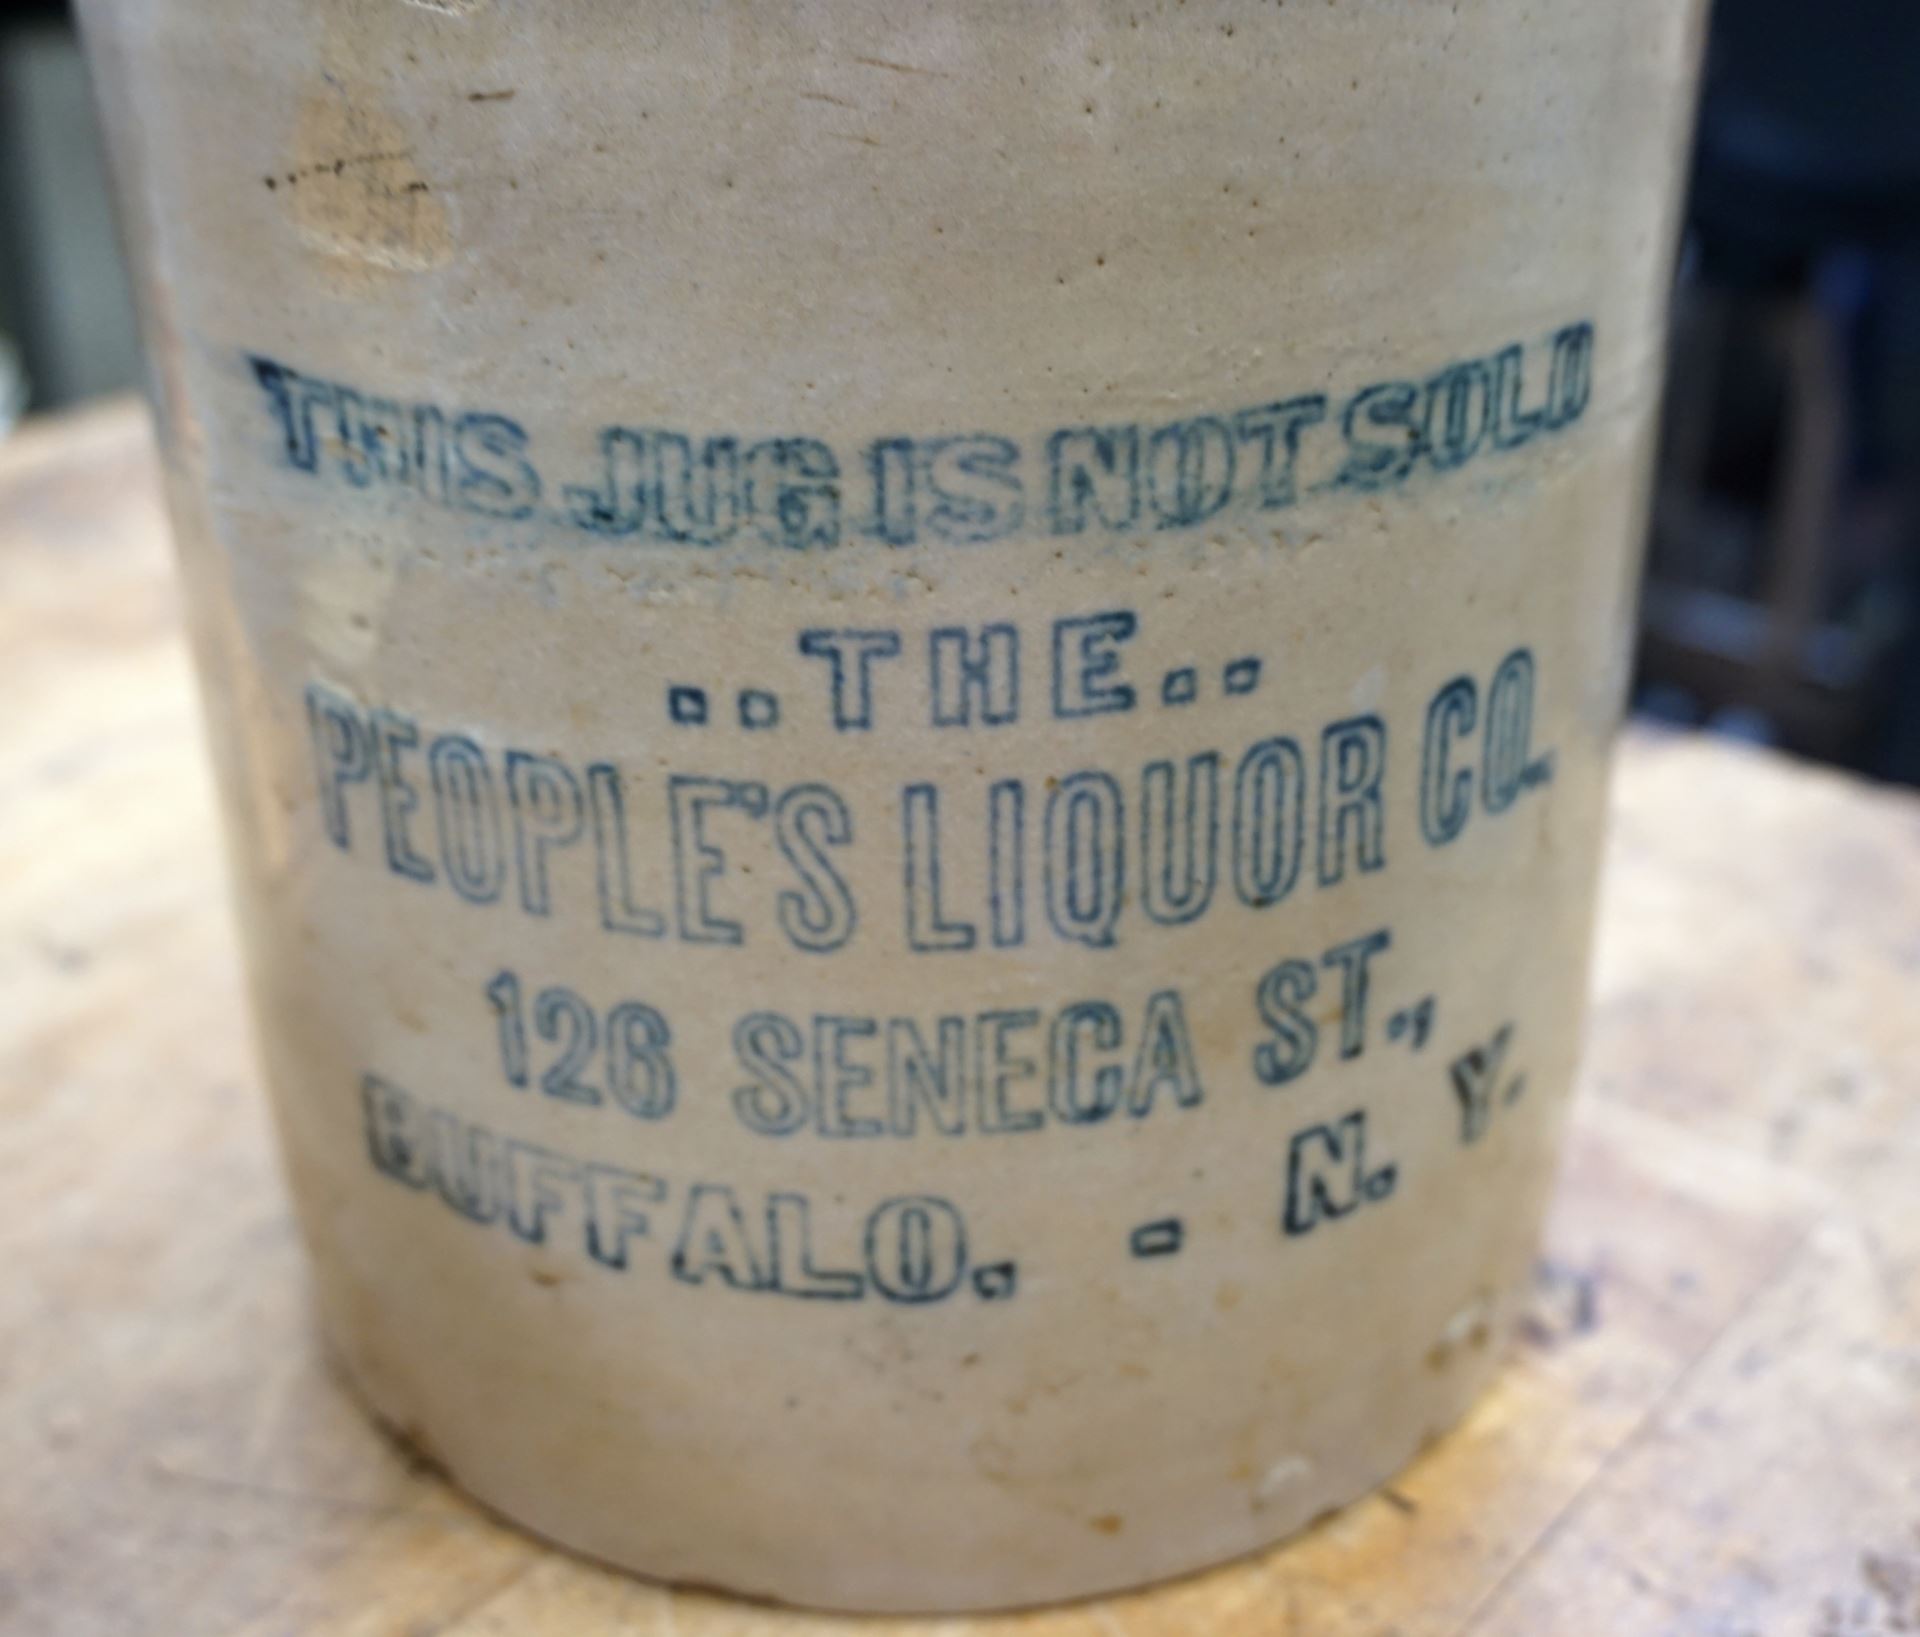 THIS JUG IS NOT SOLD
..THE..
PEOPLE'S LIQUOR CO.
126 SENECA ST.,
BUFFALO. - N. Y.